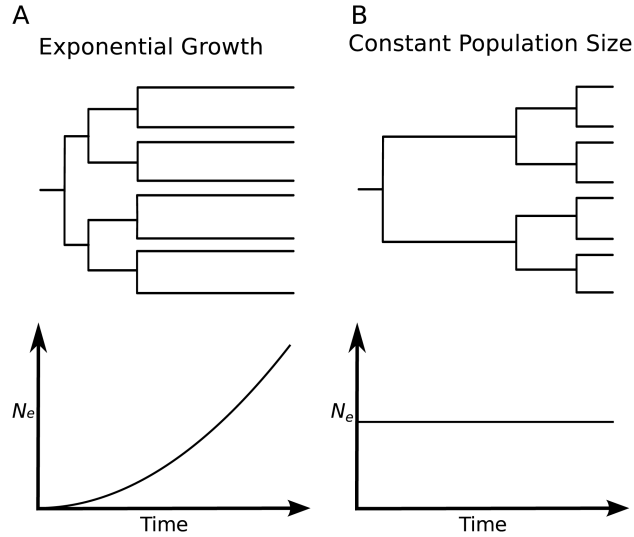 A
Exponential Growth
B
Constant Population Size
Ne
Time
Ne
Time